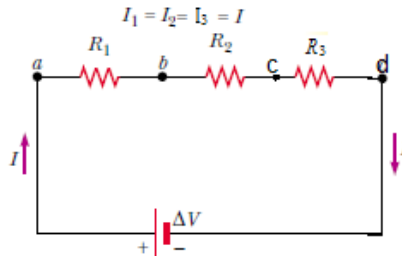 I₁ = I₂= I₃ = I
R₁ R₂ R₃
a b c d
I
ΔV
+ −